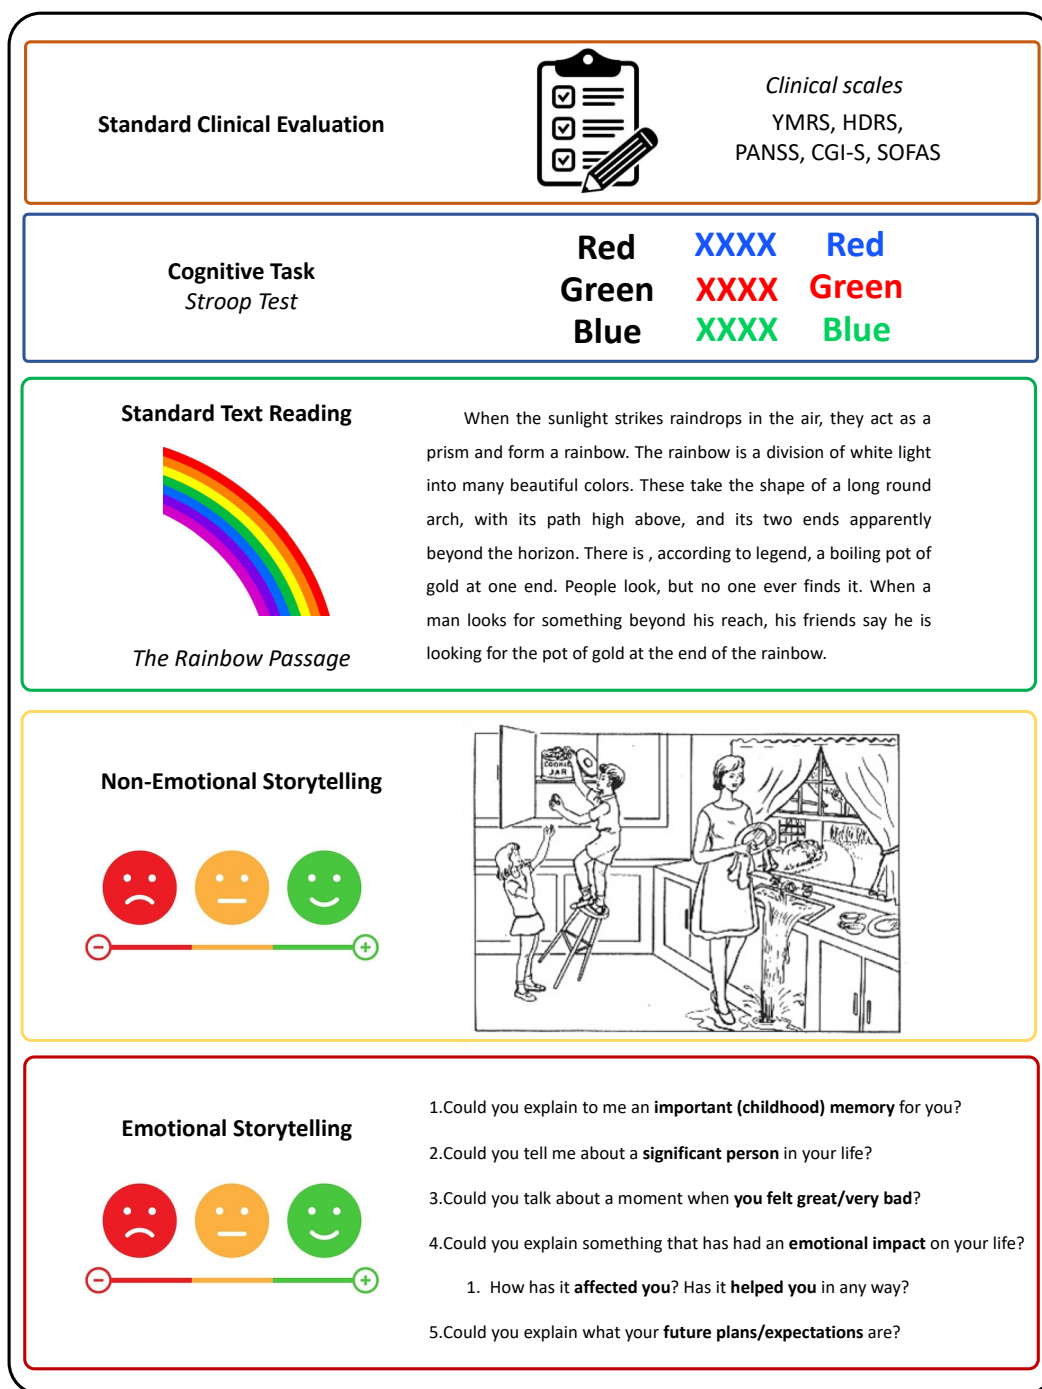 Standard Clinical Evaluation
Clinical scales
YMRS, HDRS,
PANSS, CGI-S, SOFAS
Cognitive Task
Stroop Test
Red XXXX Red
Green XXXX Green
Blue XXXX Blue
Standard Text Reading
The Rainbow Passage
When the sunlight strikes raindrops in the air, they act as a
prism and form a rainbow. The rainbow is a division of white light
into many beautiful colors. These take the shape of a long round
arch, with its path high above, and its two ends apparently
beyond the horizon. There is , according to legend, a boiling pot of
gold at one end. People look, but no one ever finds it. When a
man looks for something beyond his reach, his friends say he is
looking for the pot of gold at the end of the rainbow.
Non-Emotional Storytelling
COOKIE
JAR
Emotional Storytelling
1.Could you explain to me an important (childhood) memory for you?
2.Could you tell me about a significant person in your life?
3.Could you talk about a moment when you felt great/very bad?
4.Could you explain something that has had an emotional impact on your life?
1. How has it affected you? Has it helped you in any way?
5.Could you explain what your future plans/expectations are?